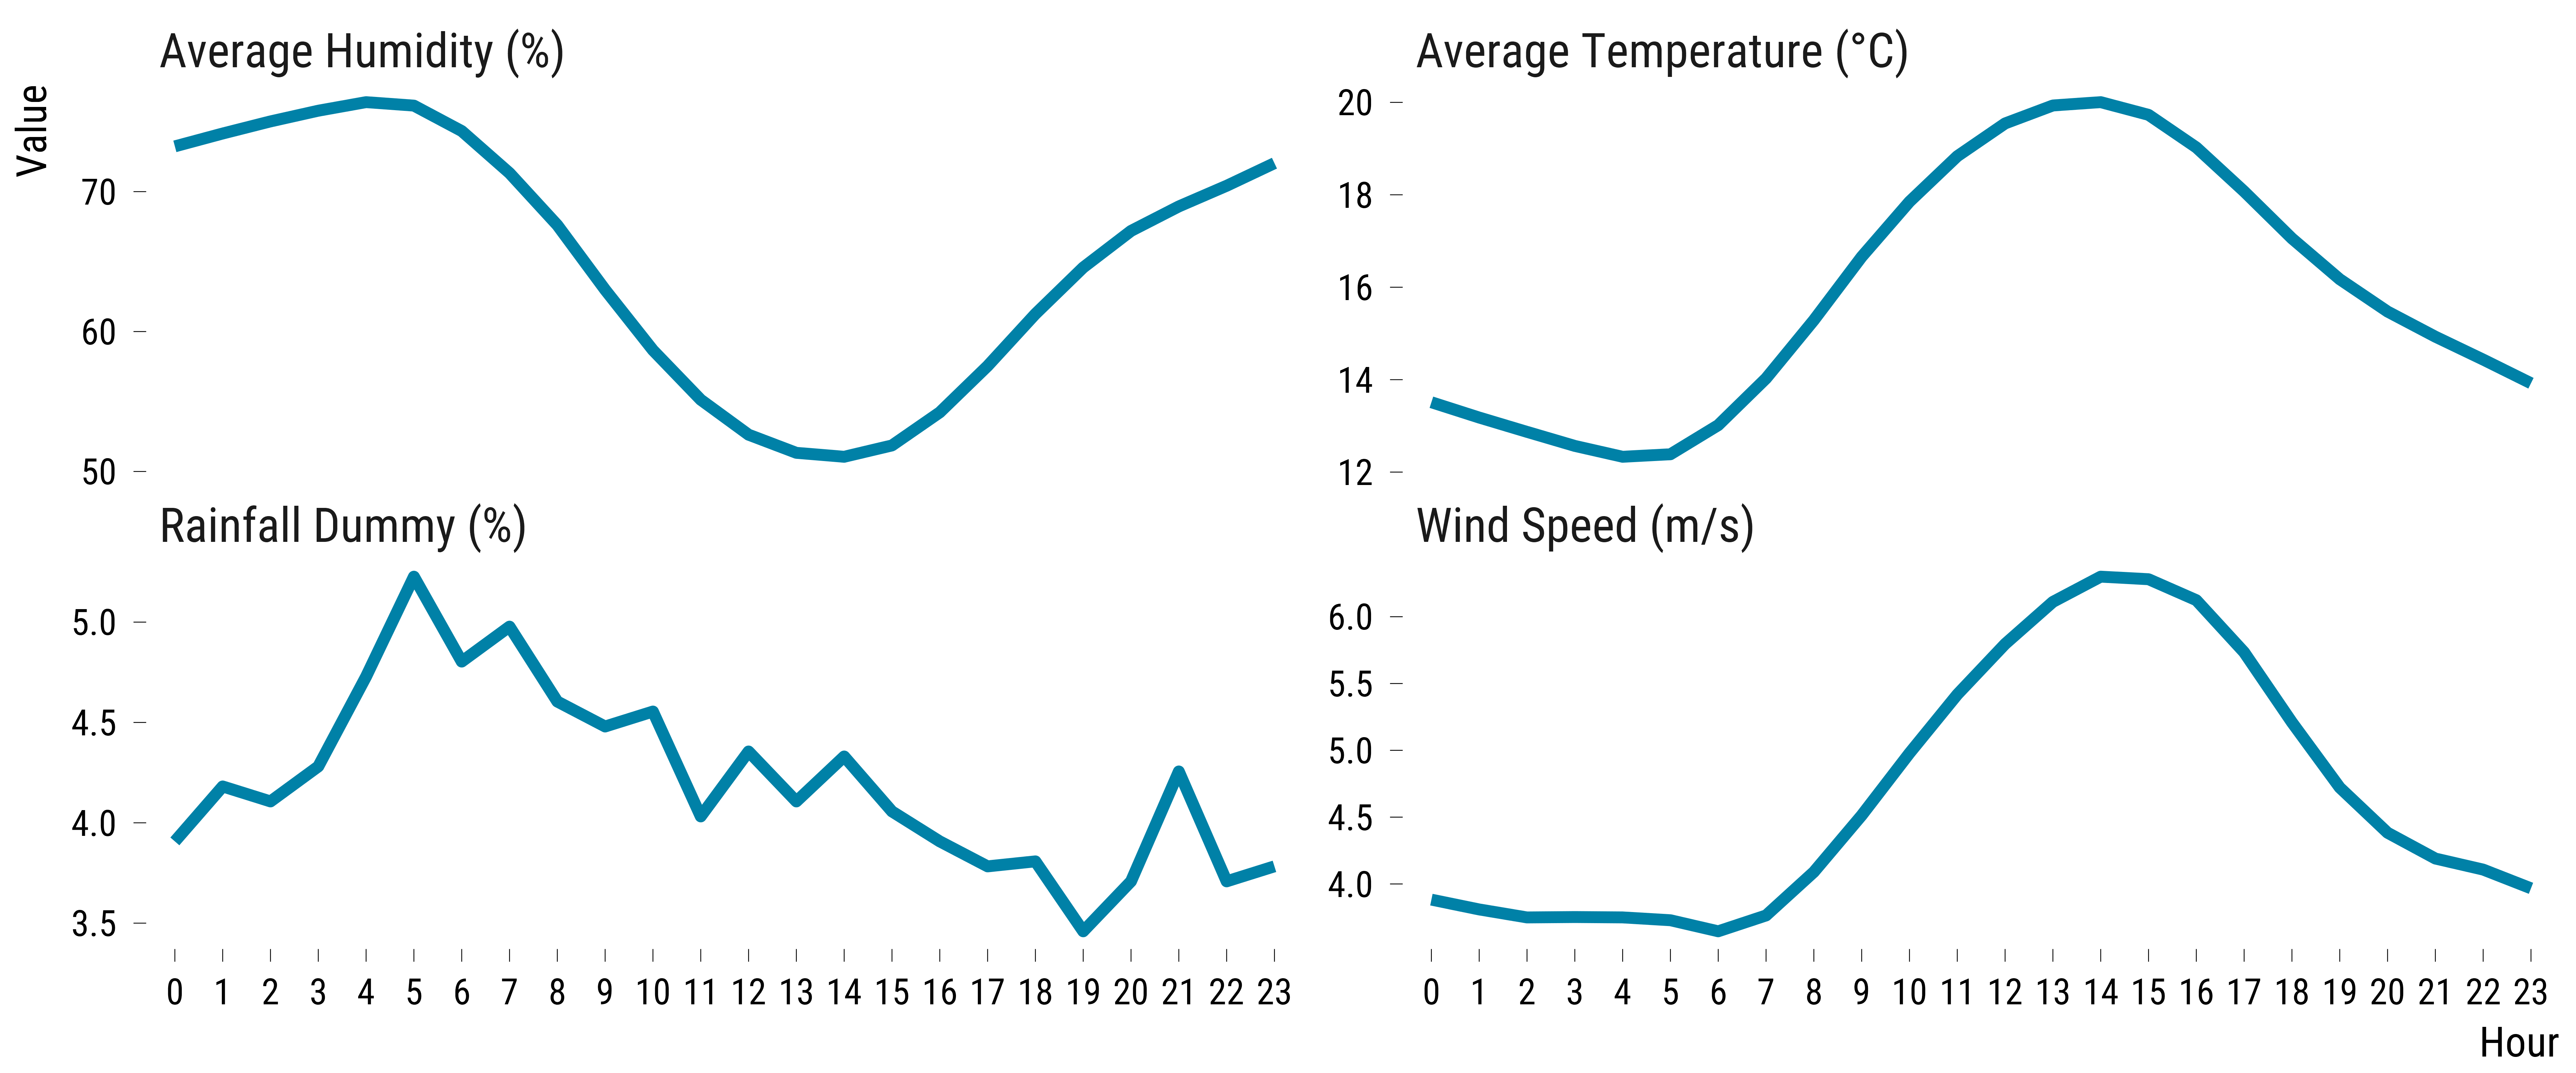 Average Humidity (%)
Value
70
60
50
Average Temperature (°C)
20
18
16
14
12
Rainfall Dummy (%)
5.0
4.5
4.0
3.5
0 1 2 3 4 5 6 7 8 9 10 11 12 13 14 15 16 17 18 19 20 21 22 23
Wind Speed (m/s)
6.0
5.5
5.0
4.5
4.0
0 1 2 3 4 5 6 7 8 9 10 11 12 13 14 15 16 17 18 19 20 21 22 23
Hour